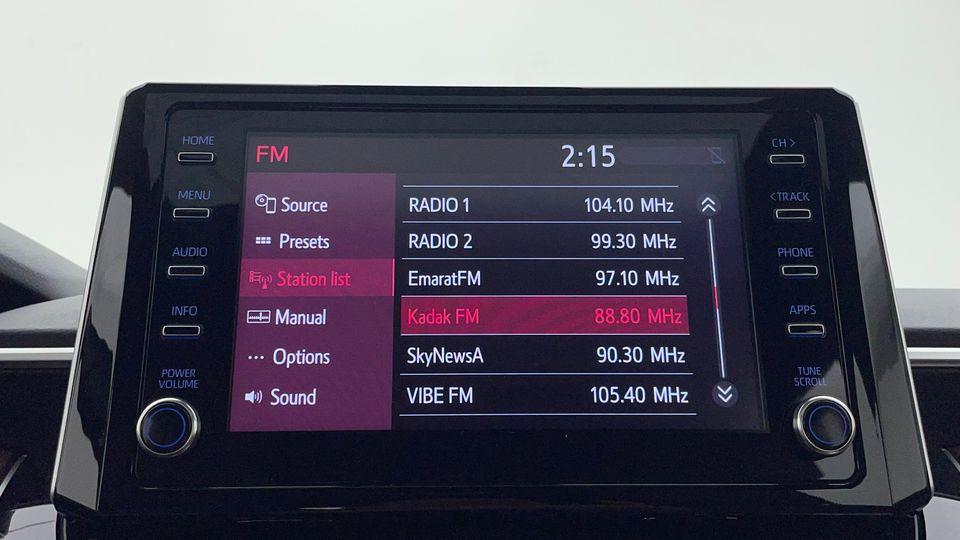 HOME
MENU
AUDIO
INFO
POWER
VOLUME
FM
2:15
Source
Presets
Station list
Manual
Options
Sound
RADIO 1 104.10 MHz
RADIO 2 99.30 MHz
EmaratFM 97.10 MHz
Kadak FM 88.80 MHz
SkyNewsA 90.30 MHz
VIBE FM 105.40 MHz
CH >
< TRACK
PHONE
APPS
TUNE
SCROLL